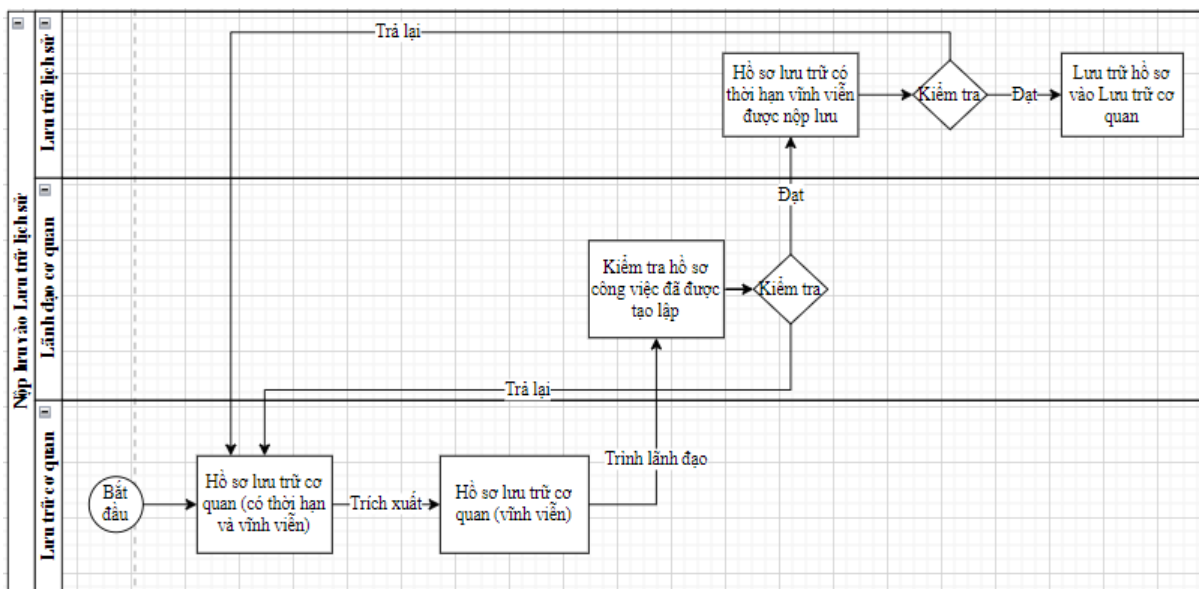 Nộp lưu vào Lưu trữ lịch sử
Lưu trữ lịch sử
Trả lại
Hồ sơ lưu trữ có
thời hạn vĩnh viễn
được nộp lưu
Kiểm tra
Đạt
Lưu trữ hồ sơ
vào Lưu trữ cơ
quan
Lãnh đạo cơ quan
Đạt
Kiểm tra hồ sơ
công việc đã được
tạo lập
Kiểm tra
Trả lại
Lưu trữ cơ quan
Bắt
đầu
Hồ sơ lưu trữ cơ
quan (có thời hạn
và vĩnh viễn)
Trích xuất
Hồ sơ lưu trữ cơ
quan (vĩnh viễn)
Trình lãnh đạo